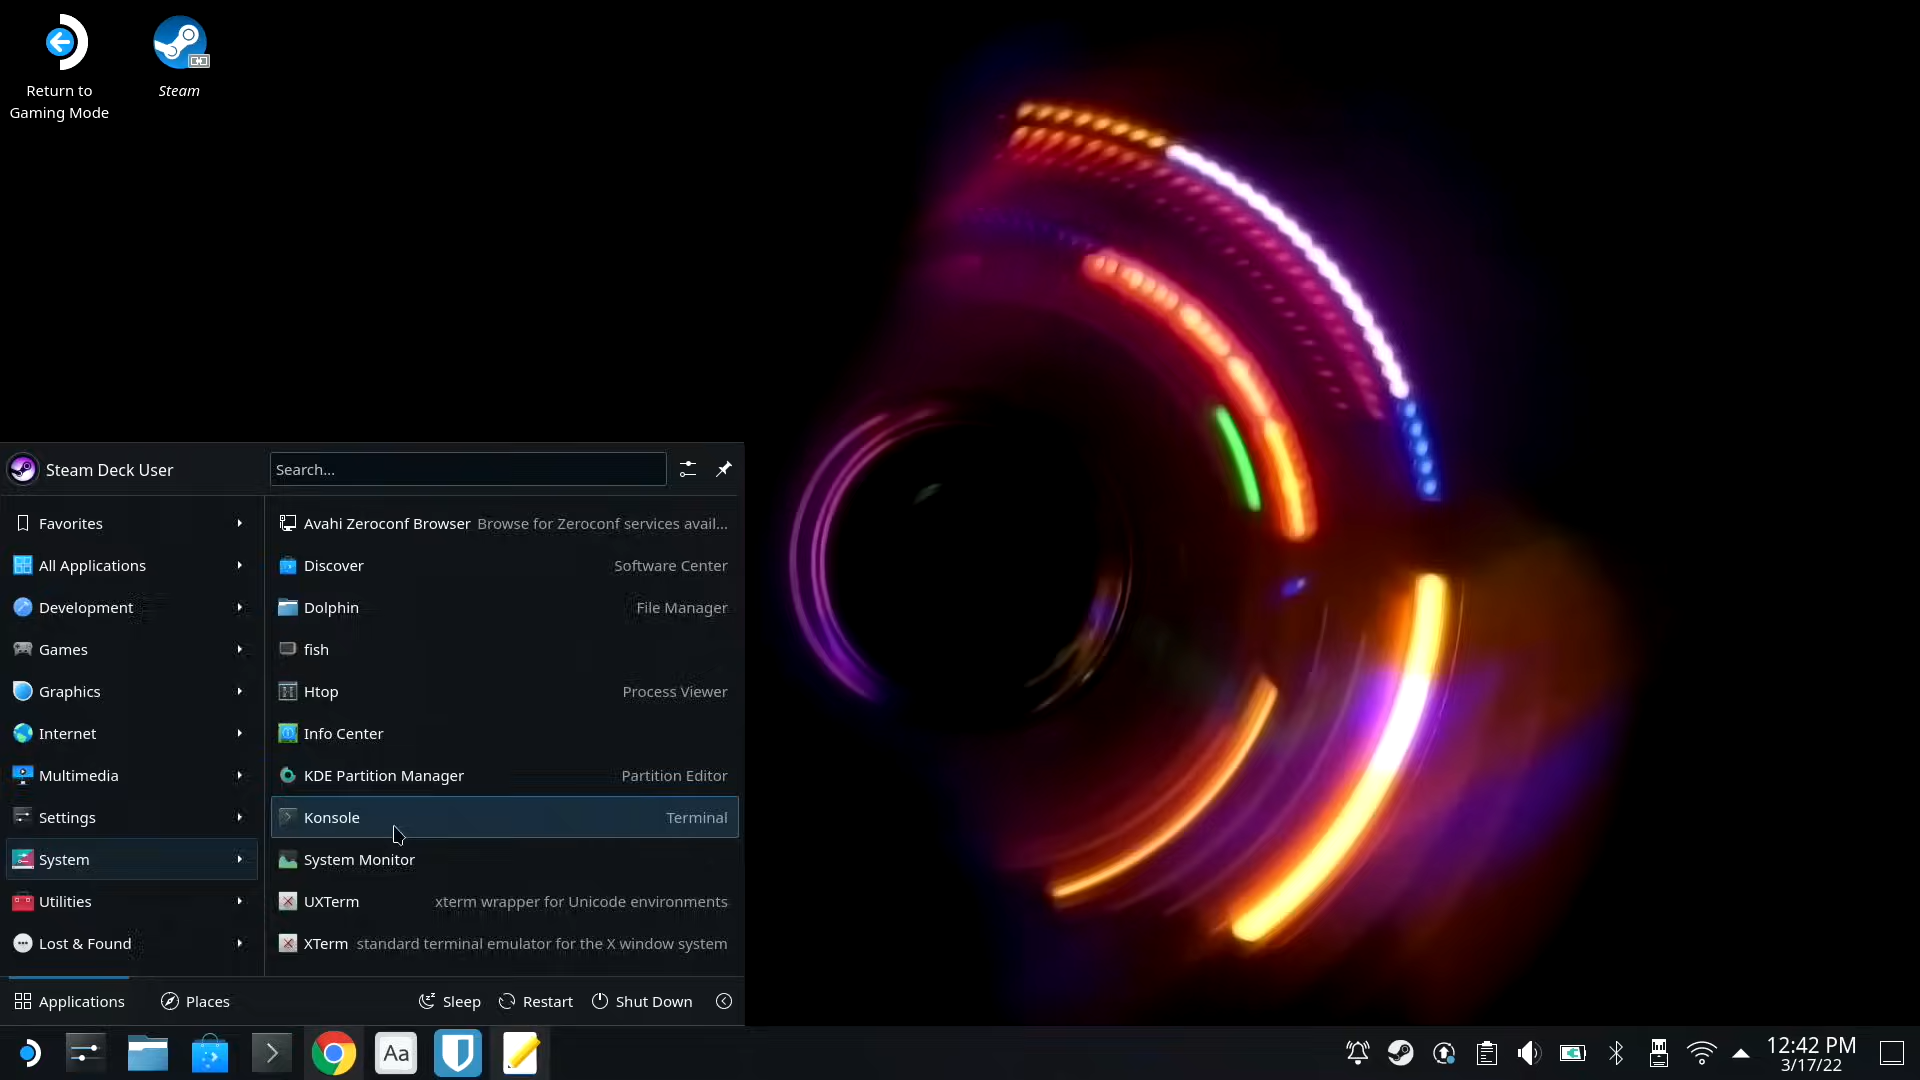 Return to
Gaming Mode
Steam
Steam Deck User
Search...
Favorites
All Applications
Development
Games
Graphics
Internet
Multimedia
Settings
System
Utilities
Lost & Found
Avahi Zeroconf Browser Browse for Zeroconf services avail...
Discover Software Center
Dolphin File Manager
fish
Htop Process Viewer
Info Center
KDE Partition Manager Partition Editor
Konsole Terminal
System Monitor
UXTerm xterm wrapper for Unicode environments
XTerm standard terminal emulator for the X window system
Applications Places Sleep Restart Shut Down
Aa
12:42 PM
3/17/22